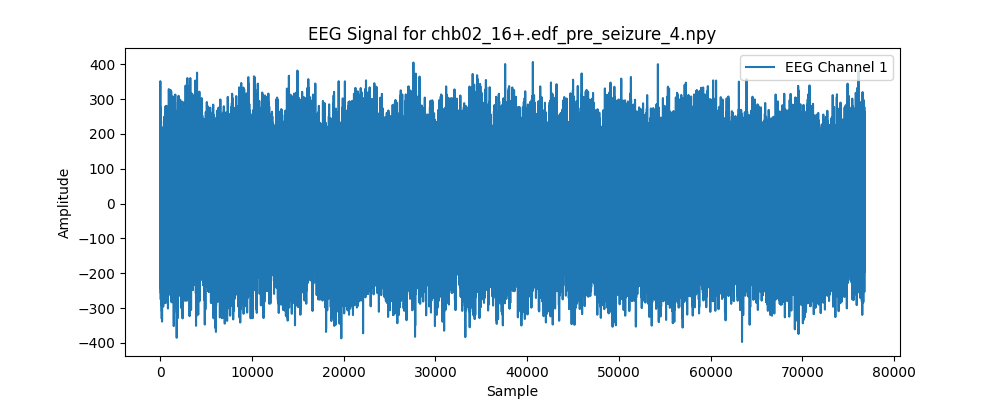 EEG Signal for chb02_16+.edf_pre_seizure_4.npy
EEG Channel 1
400
300
200
100
0
−100
−200
−300
−400
Amplitude
0 10000 20000 30000 40000 50000 60000 70000 80000
Sample